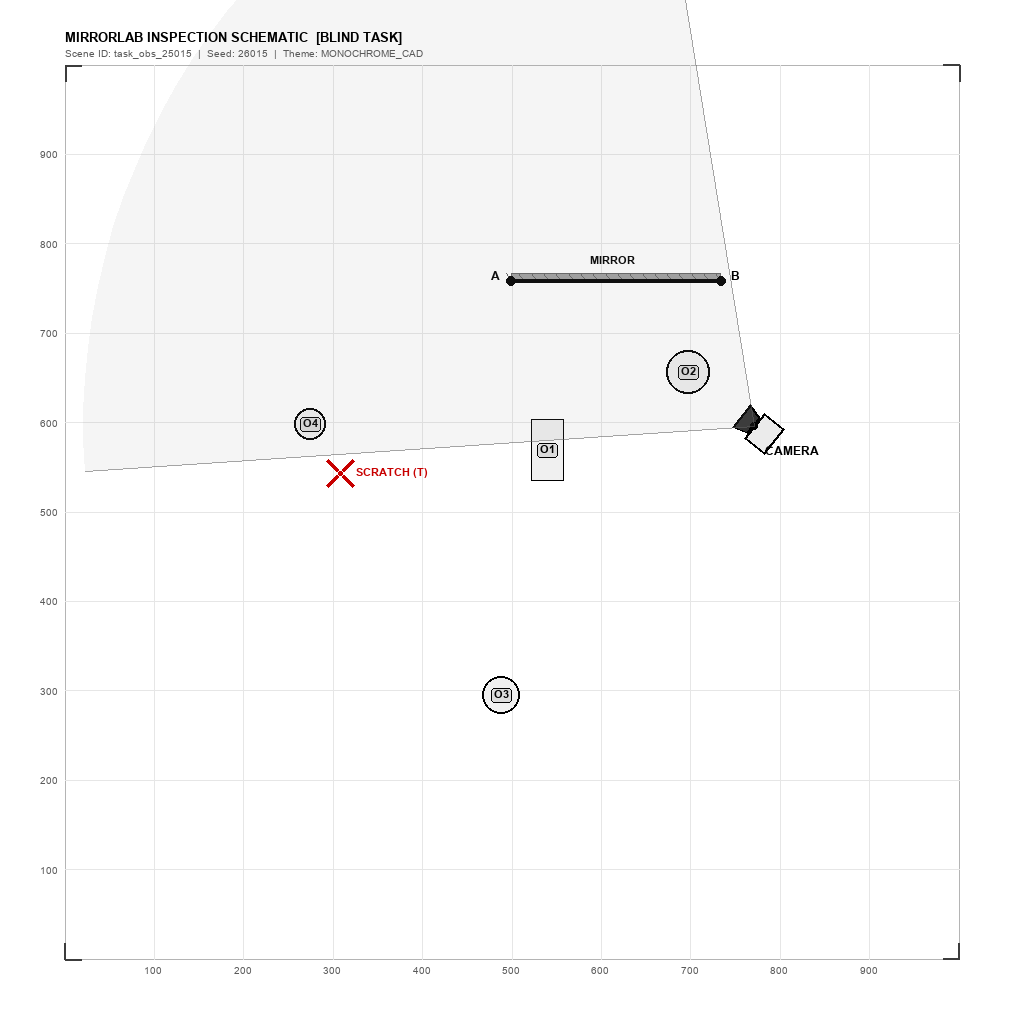 MIRRORLAB INSPECTION SCHEMATIC  [BLIND TASK]
Scene ID: task_obs_25015  |  Seed: 26015  |  Theme: MONOCHROME_CAD
900
800
MIRROR
A
B
700
O2
600
O4
O1
CAMERA
SCRATCH (T)
500
400
300
O3
200
100
100 200 300 400 500 600 700 800 900